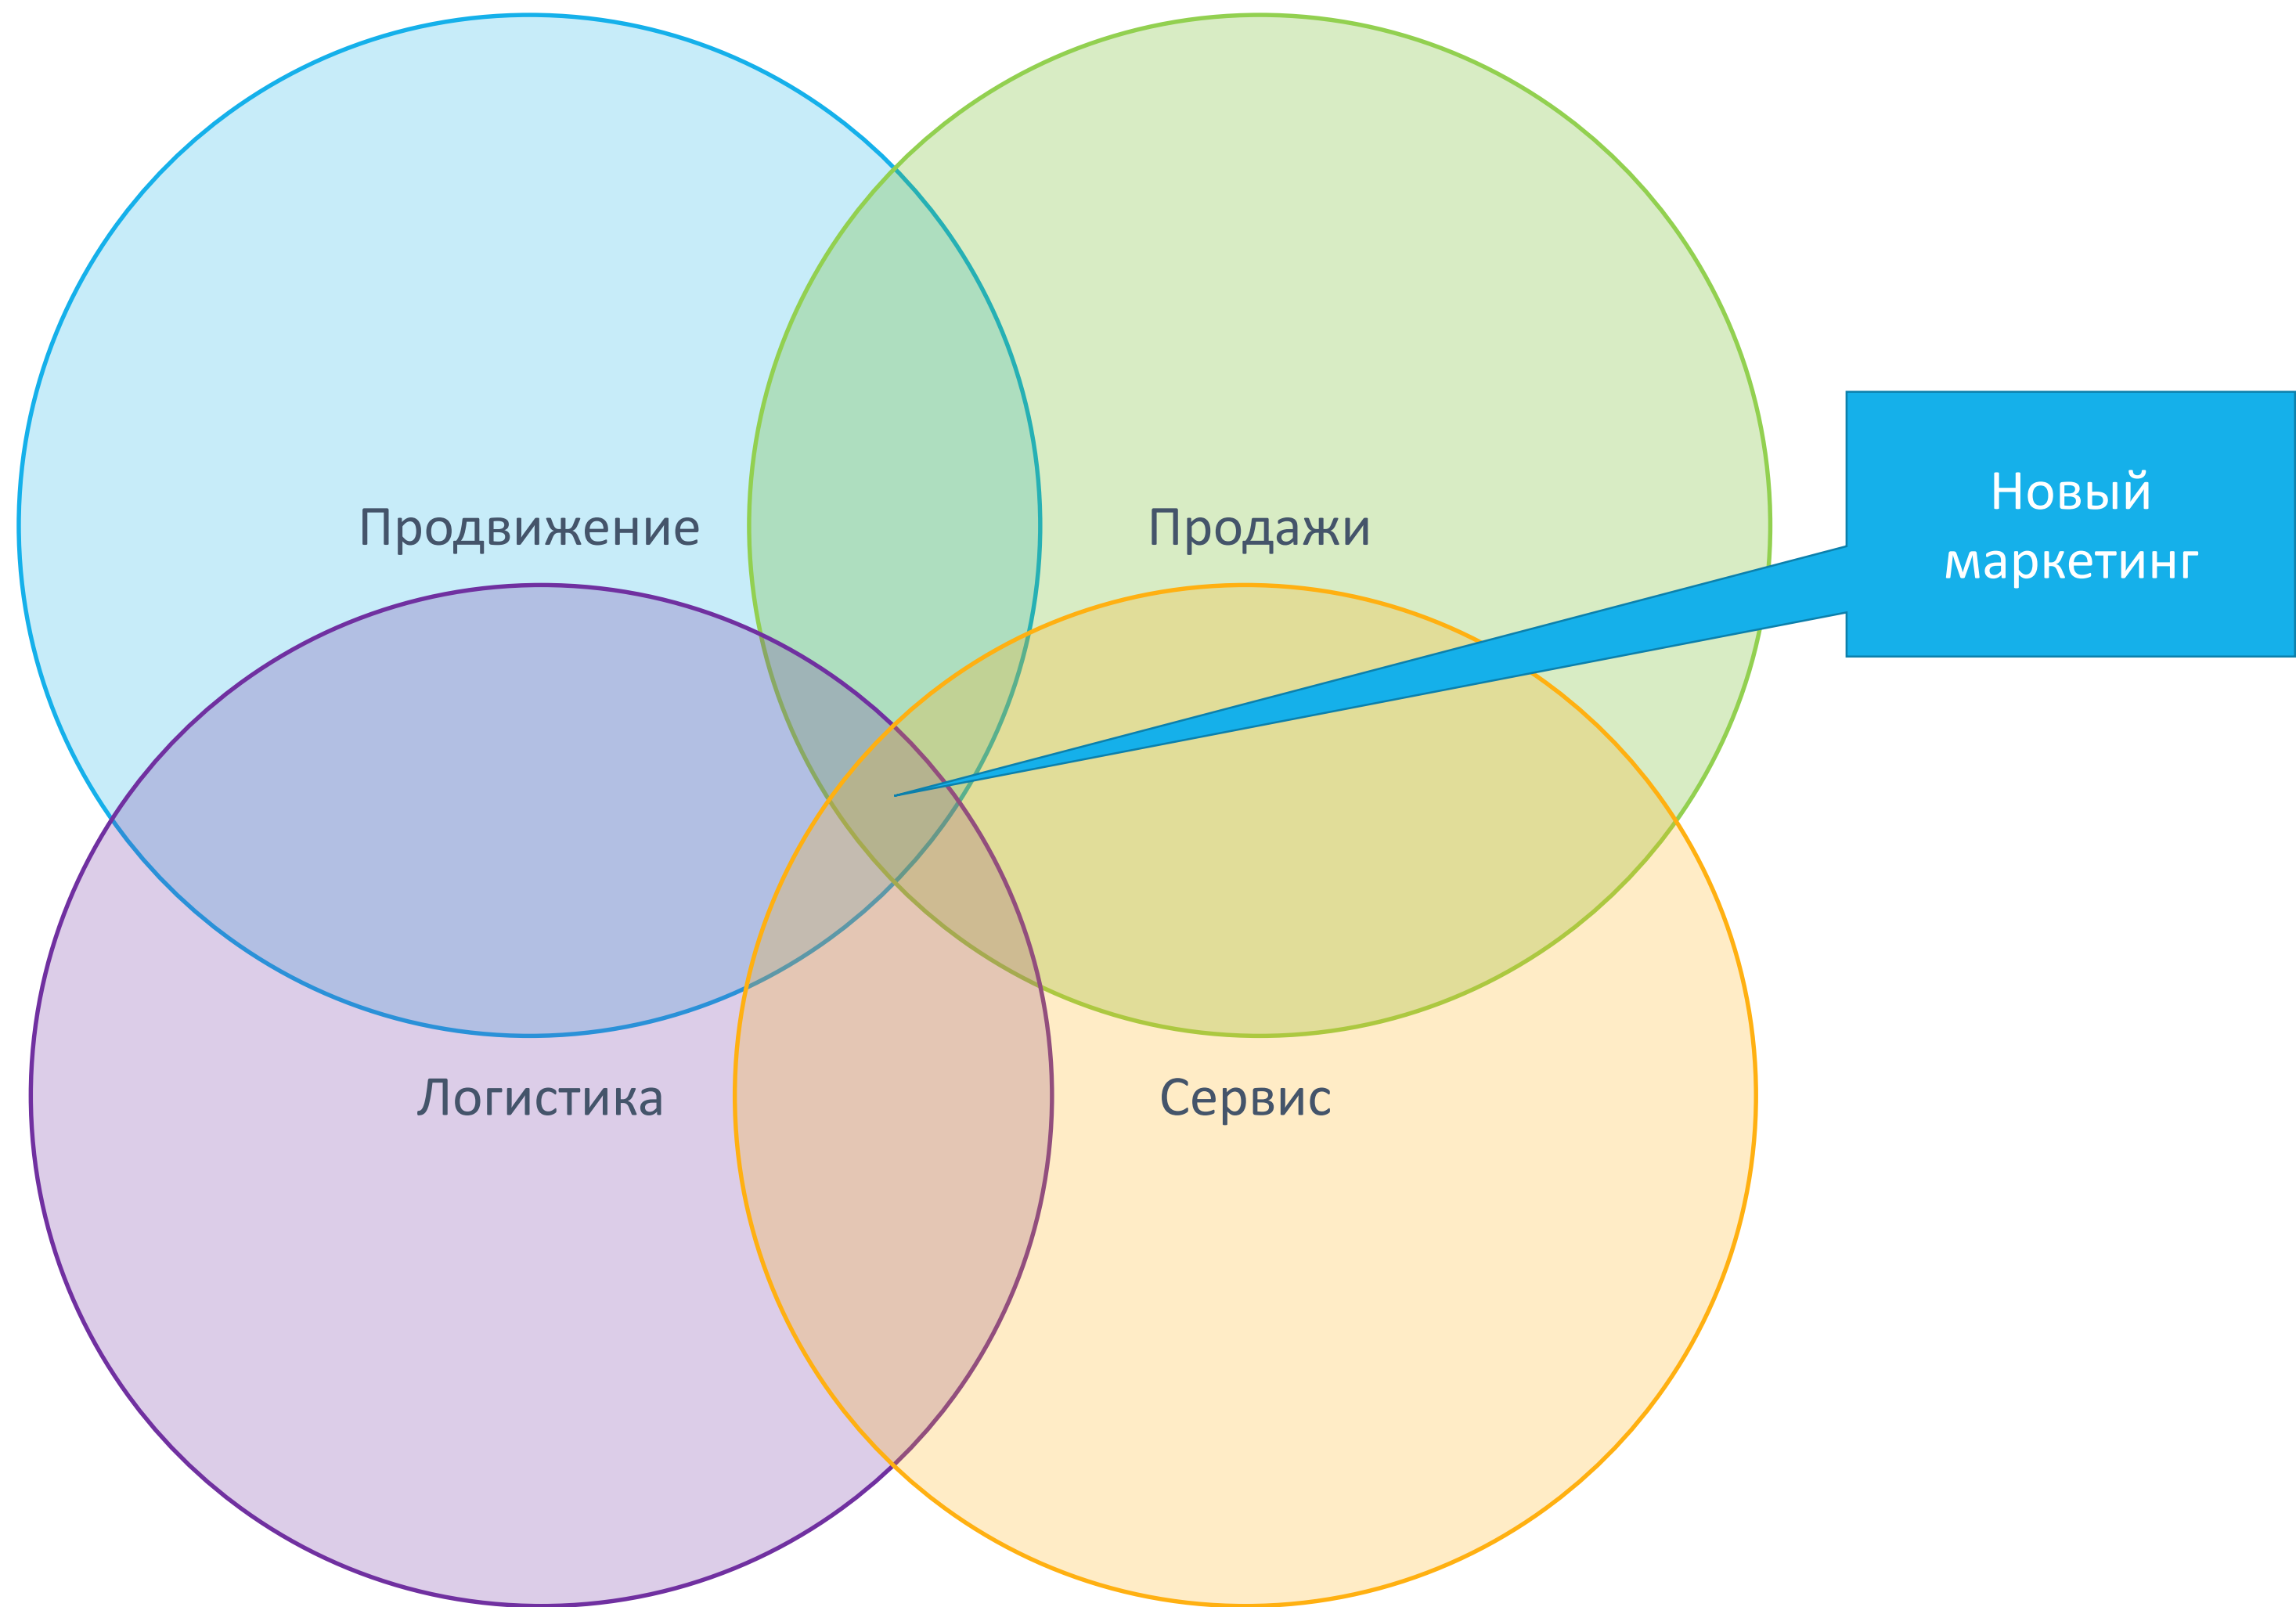 Продвижение
Продажи
Новый
маркетинг
Логистика
Сервис